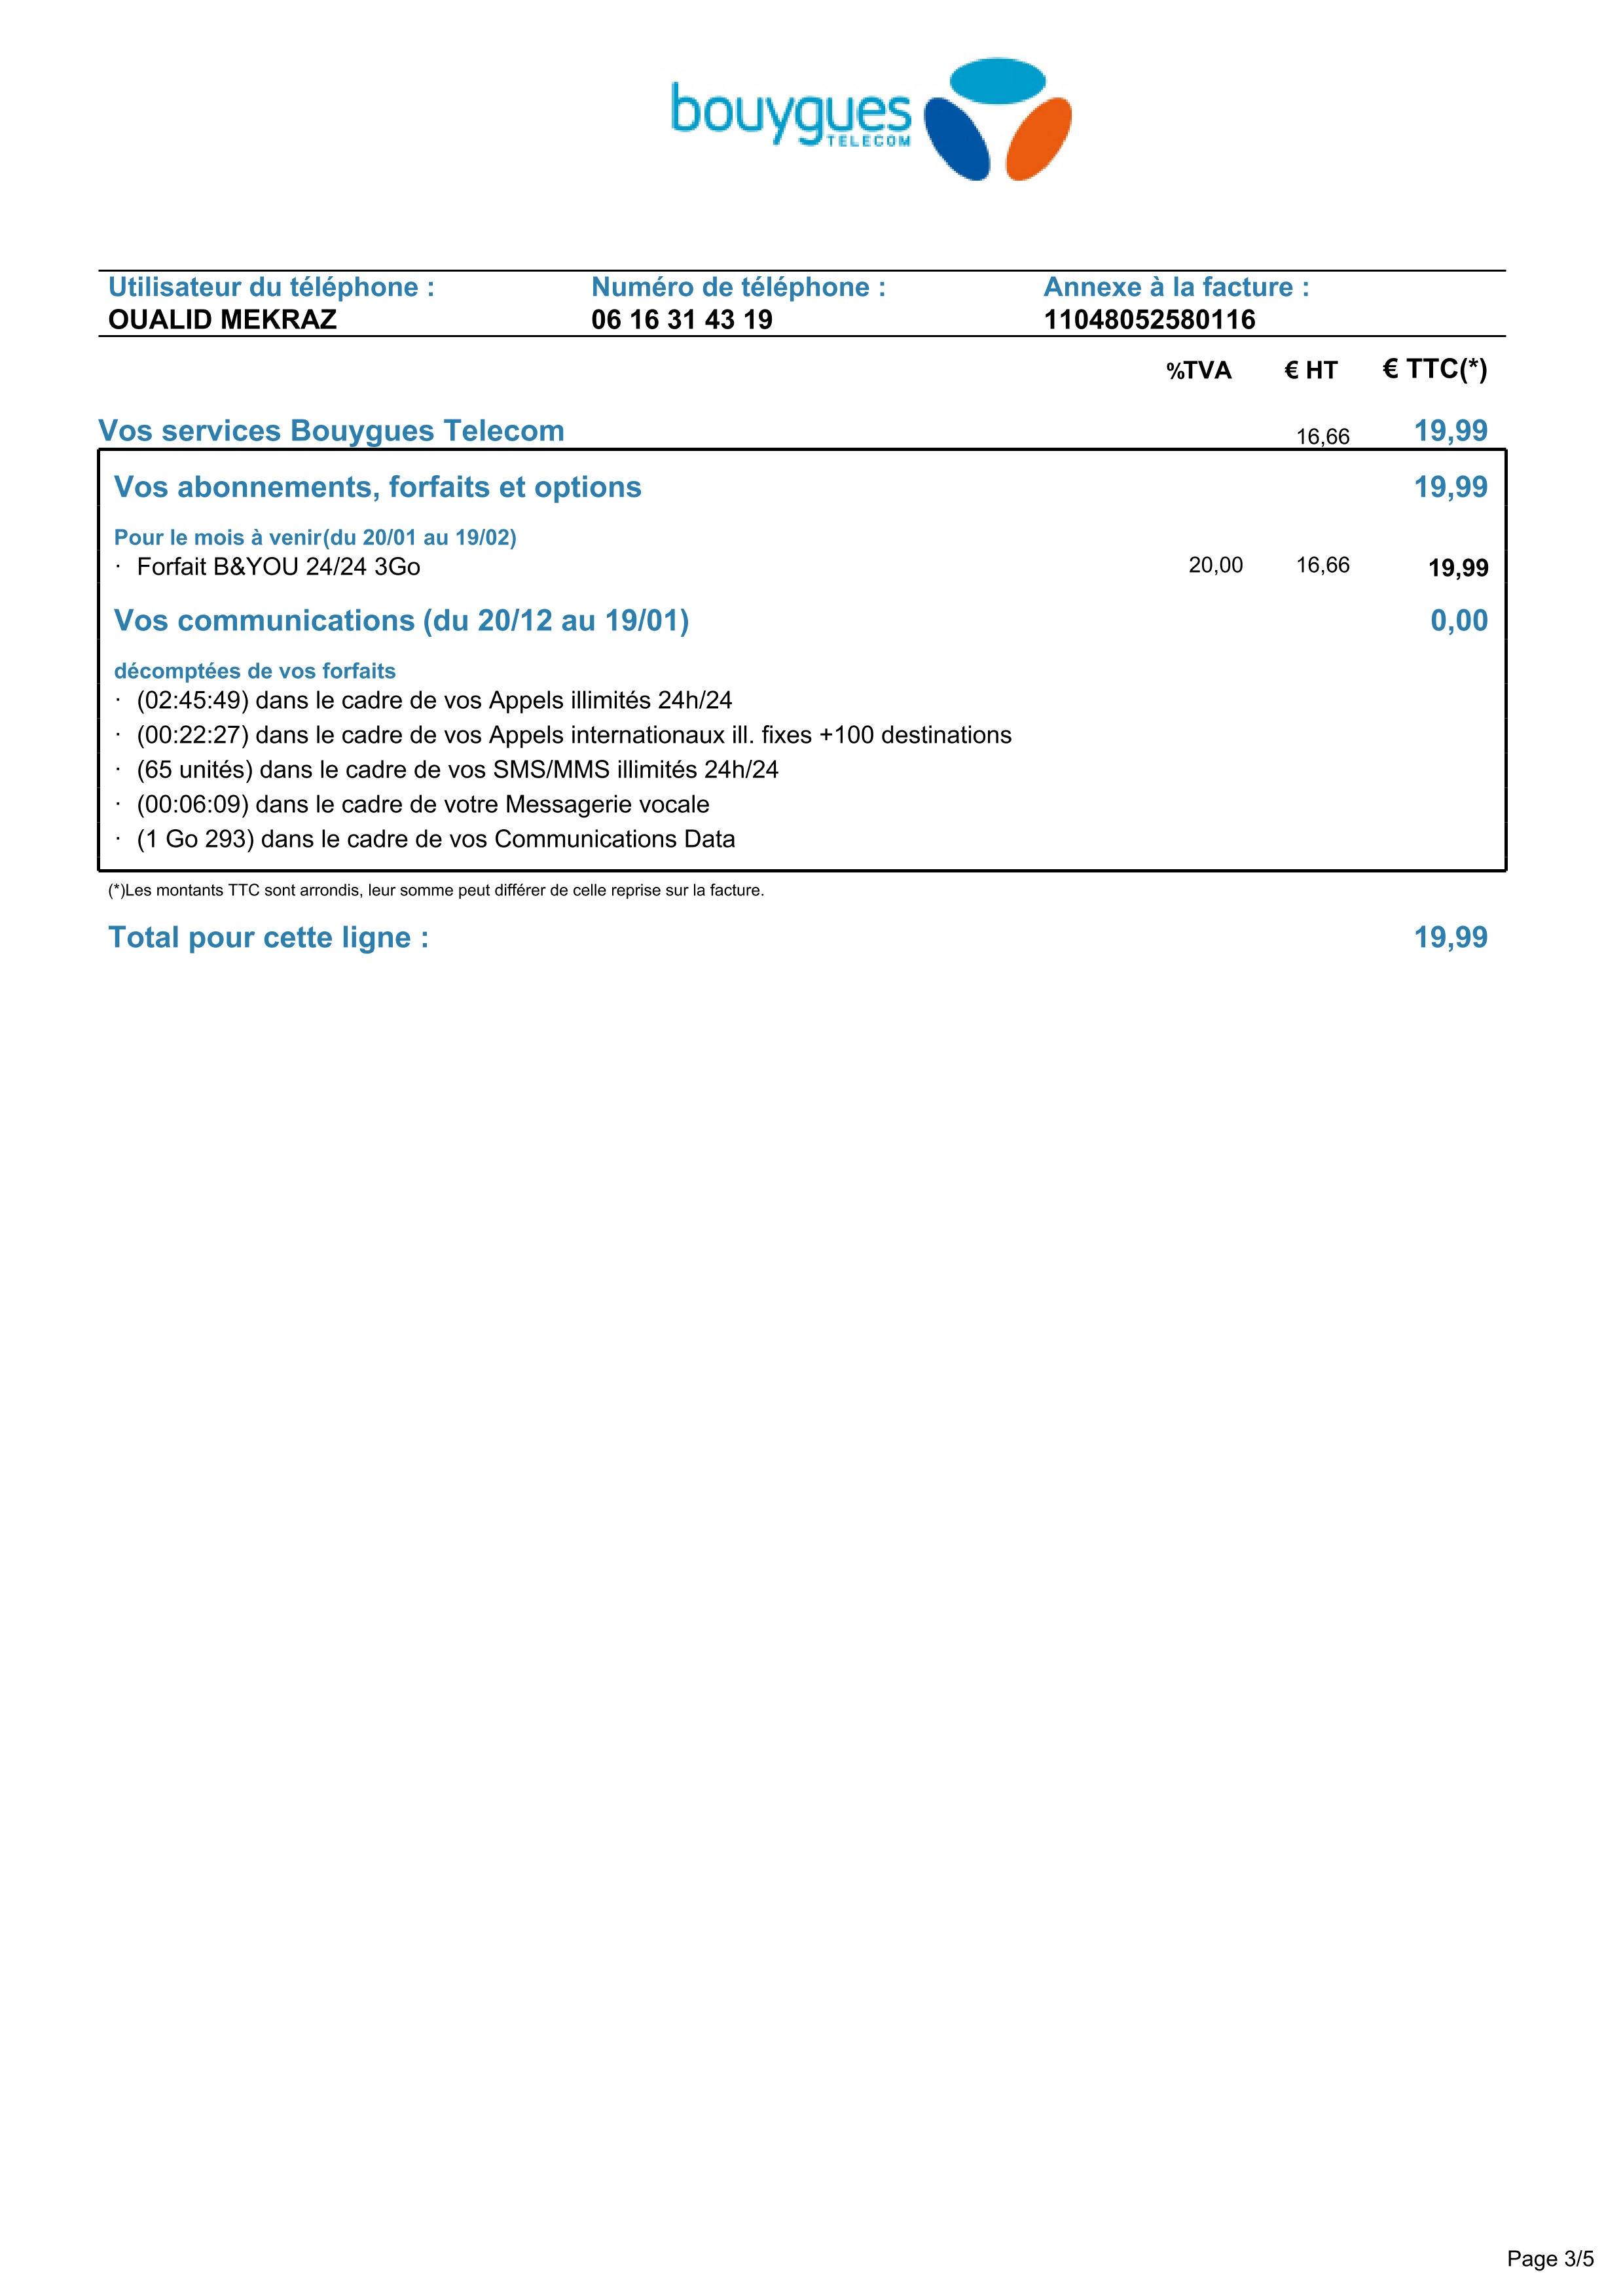 bouygues
TELECOM
Utilisateur du téléphone : Numéro de téléphone : Annexe à la facture :
OUALID MEKRAZ 06 16 31 43 19 11048052580116
%TVA € HT € TTC(*)
Vos services Bouygues Telecom 16,66 19,99
Vos abonnements, forfaits et options 19,99
Pour le mois à venir(du 20/01 au 19/02)
· Forfait B&YOU 24/24 3Go 20,00 16,66 19,99
Vos communications (du 20/12 au 19/01) 0,00
décomptées de vos forfaits
· (02:45:49) dans le cadre de vos Appels illimités 24h/24
· (00:22:27) dans le cadre de vos Appels internationaux ill. fixes +100 destinations
· (65 unités) dans le cadre de vos SMS/MMS illimités 24h/24
· (00:06:09) dans le cadre de votre Messagerie vocale
· (1 Go 293) dans le cadre de vos Communications Data
(*)Les montants TTC sont arrondis, leur somme peut différer de celle reprise sur la facture.
Total pour cette ligne : 19,99
Page 3/5